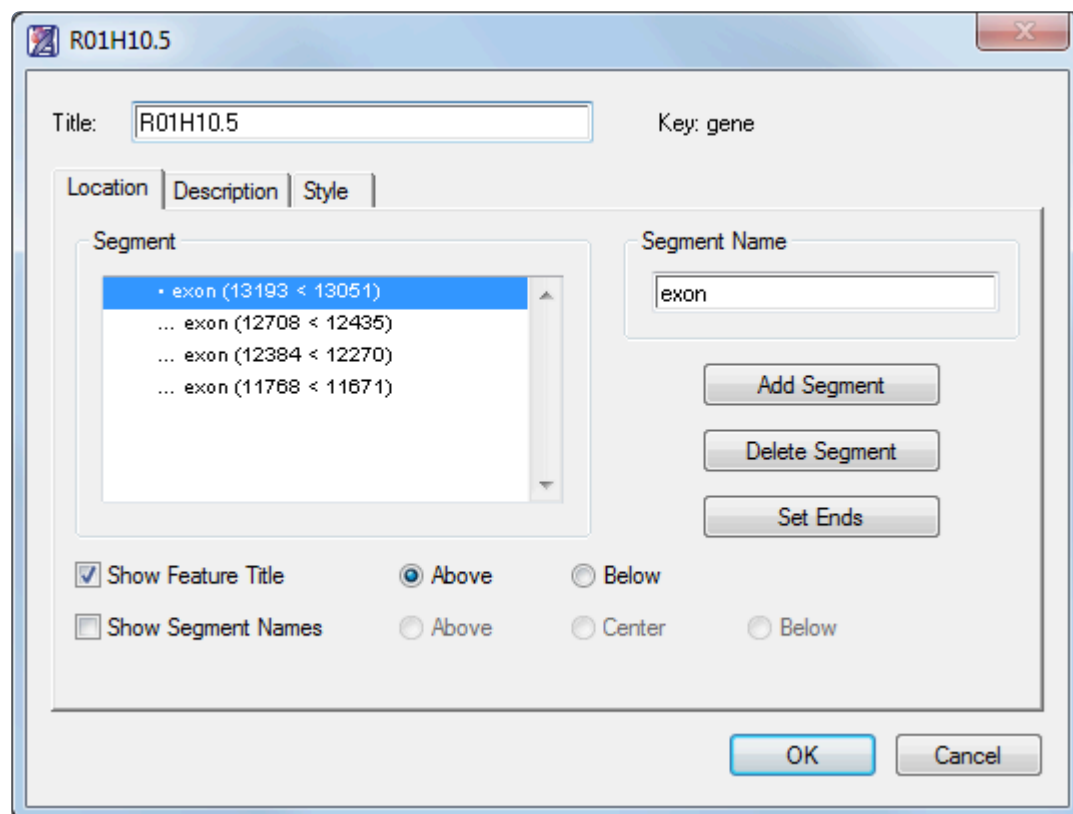 R01H10.5
Title: R01H10.5 Key: gene
Location Description Style
Segment Segment Name
• exon (13193 < 13051) exon
... exon (12708 < 12435)
... exon (12384 < 12270)
... exon (11768 < 11671)
Add Segment
Delete Segment
Set Ends
Show Feature Title Above Below
Show Segment Names Above Center Below
OK Cancel